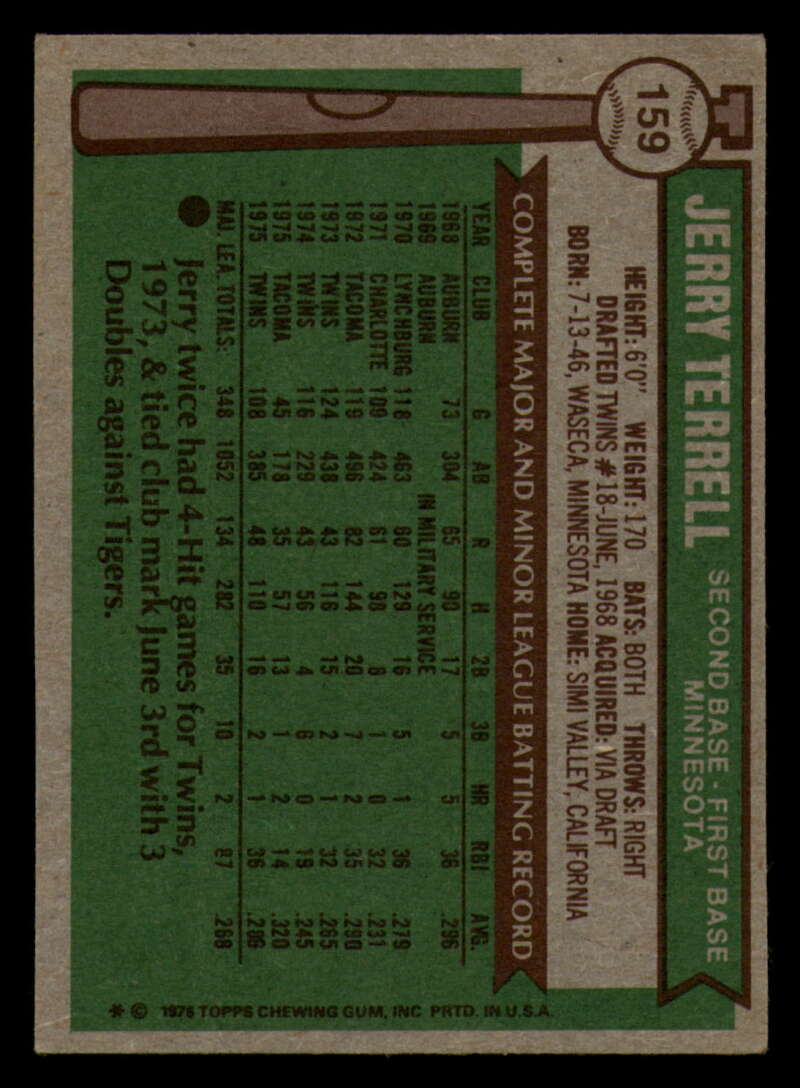 159
JERRY TERRELL SECOND BASE - FIRST BASE
MINNESOTA
HEIGHT: 6'0" WEIGHT: 170 BATS: BOTH THROWS: RIGHT
DRAFTED TWINS #18-JUNE, 1968 ACQUIRED: VIA DRAFT
BORN: 7-13-46, WASECA, MINNESOTA HOME: SIMI VALLEY, CALIFORNIA
COMPLETE MAJOR AND MINOR LEAGUE BATTING RECORD
YEAR CLUB G AB R H 2B 3B HR RBI AVG.
1968 AUBURN 73 304 65 90 17 5 5 36 .296
1969 AUBURN IN MILITARY SERVICE
1970 LYNCHBURG 118 463 60 129 16 5 1 36 .279
1971 CHARLOTTE 109 424 61 98 8 1 0 32 .231
1972 TACOMA 119 496 82 144 20 7 2 35 .290
1973 TWINS 124 438 43 116 15 2 1 32 .265
1974 TWINS 116 229 43 56 4 6 0 19 .245
1975 TACOMA 45 178 35 57 13 1 2 14 .320
1975 TWINS 108 385 48 110 16 2 1 36 .286
MAJ. LEA. TOTALS: 348 1052 134 282 35 10 2 87 .268
Jerry twice had 4-Hit games for Twins,
1973, & tied club mark June 3rd with 3
Doubles against Tigers.
* © 1976 TOPPS CHEWING GUM, INC PRTD. IN U.S.A.